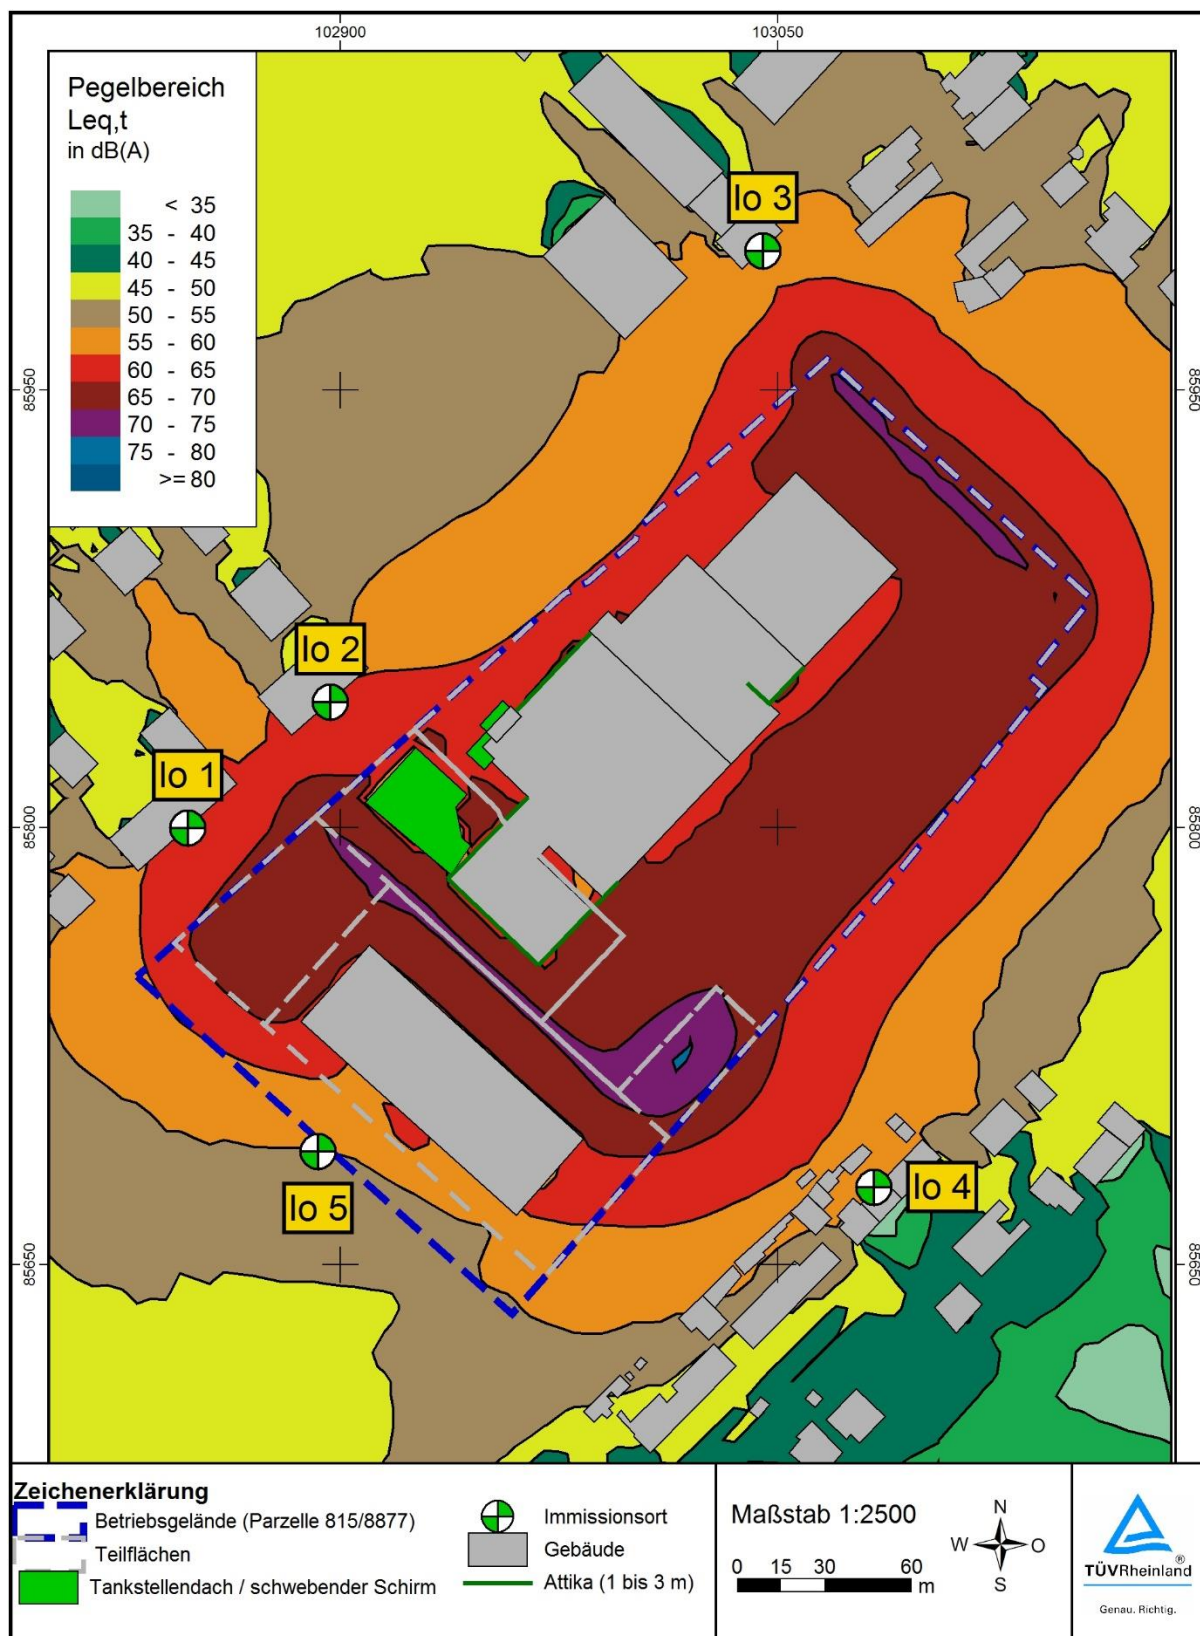 102900 103050
Pegelbereich
Leq,t
in dB(A)
< 35
35 - 40
40 - 45
45 - 50
50 - 55
55 - 60
60 - 65
65 - 70
70 - 75
75 - 80
>= 80
Io 3
85950 85950
Io 2
Io 1
85800 85800
Io 4
Io 5
85650 85650
Zeichenerklärung
Betriebsgelände (Parzelle 815/8877)
Teilflächen
Tankstellendach / schwebender Schirm
Immissionsort
Gebäude
Attika (1 bis 3 m)
Maßstab 1:2500
0 15 30 60
m
N
W O
S
TÜVRheinland®
Genau. Richtig.